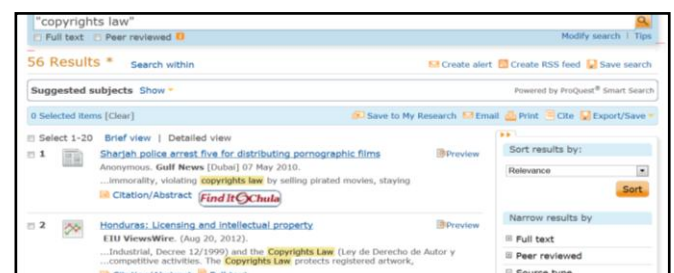 "copyrights law"
Full text Peer reviewed
Modify search | Tips
56 Results * Search within
Create alert Create RSS feed Save search
Suggested subjects Show
Powered by ProQuest® Smart Search
0 Selected items [Clear]
Save to My Research Email Print Cite Export/Save
Select 1-20 Brief view | Detailed view
1 Sharjah police arrest five for distributing pornographic films Preview
Anonymous. Gulf News [Dubai] 07 May 2010.
...immorality, violating copyrights law by selling pirated movies, staying
Citation/Abstract Find It@Chula
2 Honduras: Licensing and intellectual property Preview
EIU ViewsWire. (Aug 20, 2012).
...Industrial, Decree 12/1999) and the Copyrights Law (Ley de Derecho de Autor y
...competitive activities. The Copyrights Law protects registered artwork,
Sort results by:
Relevance
Sort
Narrow results by
Full text
Peer reviewed
Source type